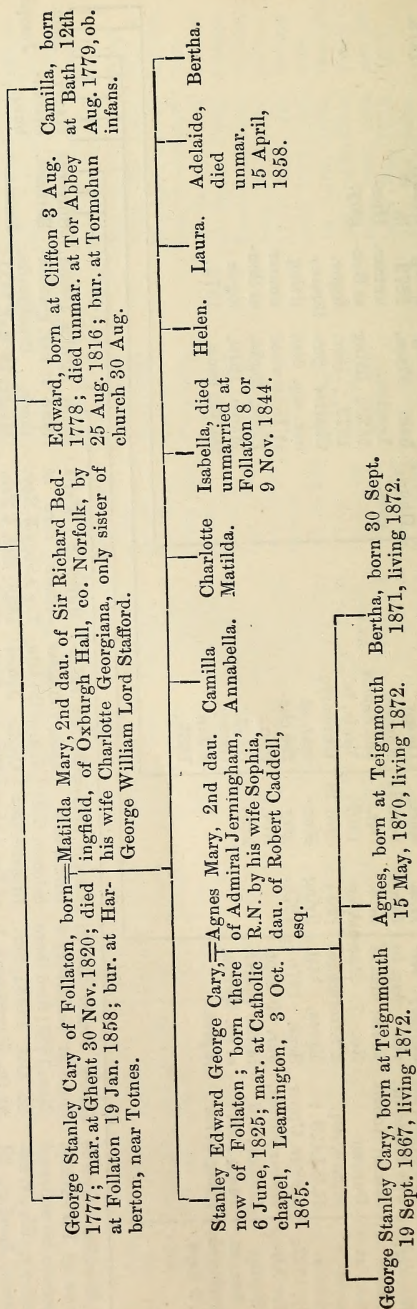 George Stanley Cary of Follaton, born
1777; mar. at Ghent 30 Nov. 1820; died
at Follaton 19 Jan. 1858; bur. at Har-
berton, near Totnes.
=Matilda Mary, 2nd dau. of Sir Richard Bed-
ingfield, of Oxburgh Hall, co. Norfolk, by
his wife Charlotte Georgiana, only sister of
George William Lord Stafford.
Edward, born at Clifton 3 Aug.
1778; died unmar. at Tor Abbey
25 Aug. 1816; bur. at Tormohun
church 30 Aug.
Camilla, born
at Bath 12th
Aug. 1779, ob.
infans.
Stanley Edward George Cary,
now of Follaton; born there
6 June, 1825; mar. at Catholic
chapel, Leamington, 3 Oct.
1865.
=Agnes Mary, 2nd dau.
of Admiral Jerningham,
R.N. by his wife Sophia,
dau. of Robert Caddell,
esq.
Camilla
Annabella.
Charlotte
Matilda.
Isabella, died
unmarried at
Follaton 8 or
9 Nov. 1844.
Helen.
Laura.
Adelaide,
died
unmar.
15 April,
1858.
Bertha.
George Stanley Cary, born at Teignmouth
19 Sept. 1867, living 1872.
Agnes, born at Teignmouth
15 May, 1870, living 1872.
Bertha, born 30 Sept.
1871, living 1872.